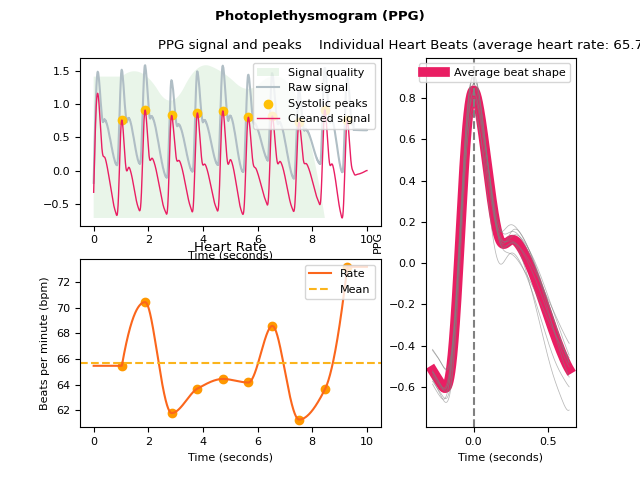 Photoplethysmogram (PPG)
PPG signal and peaks
Individual Heart Beats (average heart rate: 65.7
1.5
1.0
0.5
0.0
−0.5
Signal quality
Raw signal
Systolic peaks
Cleaned signal
0 2 4 6 8 10
Time (seconds)
Heart Rate
Beats per minute (bpm)
72
70
68
66
64
62
Rate
Mean
0 2 4 6 8 10
Time (seconds)
PPG
Average beat shape
0.8
0.6
0.4
0.2
0.0
−0.2
−0.4
−0.6
0.0 0.5
Time (seconds)